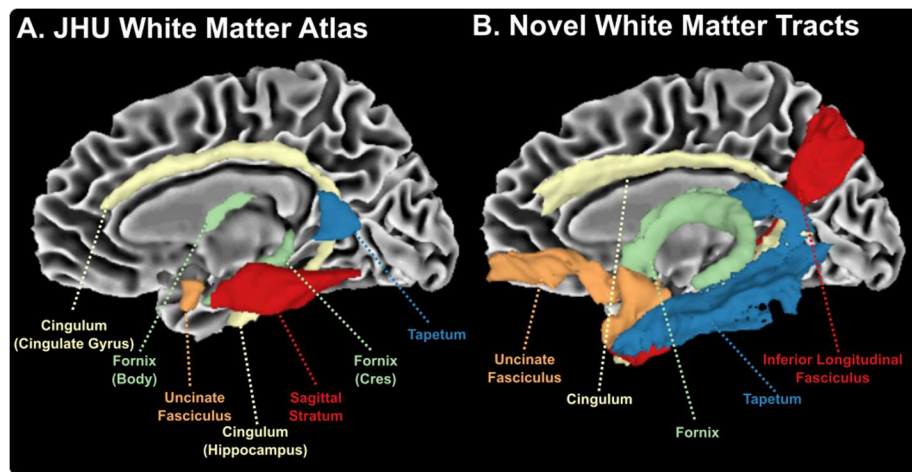 A. JHU White Matter Atlas
B. Novel White Matter Tracts
Cingulum
(Cingulate Gyrus)
Fornix
(Body)
Uncinate
Fasciculus
Cingulum
(Hippocampus)
Sagittal
Stratum
Fornix
(Cres)
Tapetum
Uncinate
Fasciculus
Cingulum
Fornix
Tapetum
Inferior Longitudinal
Fasciculus